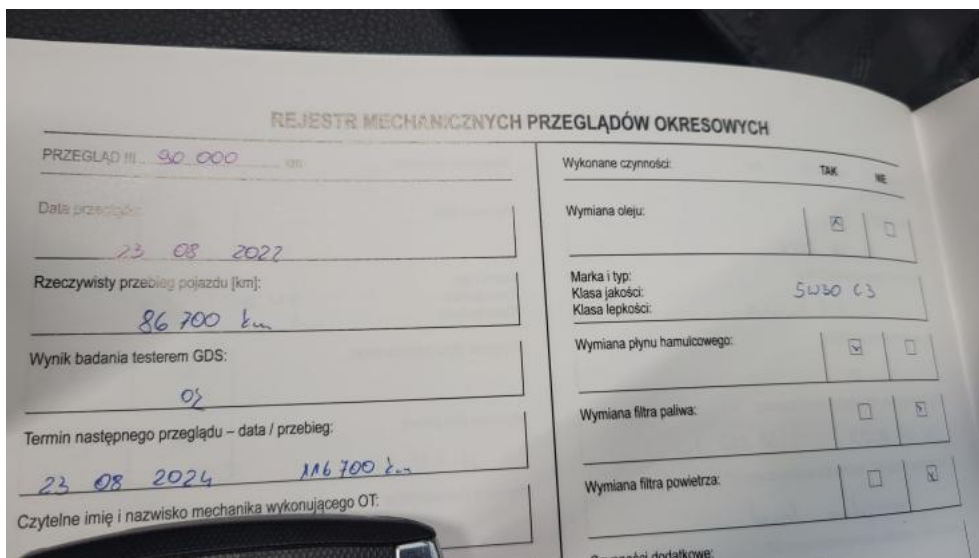 REJESTR MECHANICZNYCH PRZEGLĄDÓW OKRESOWYCH
PRZEGLĄD III 90 000 km
Data przeglądu:
23 08 2022
Rzeczywisty przebieg pojazdu [km]:
86 700 km
Wynik badania testerem GDS:
Termin następnego przeglądu – data / przebieg:
23 08 2024 116 700 km
Czytelne imię i nazwisko mechanika wykonującego OT:
Wykonane czynności:
TAK NIE
Wymiana oleju:
Marka i typ:
Klasa jakości:
Klasa lepkości:
5W30 C3
Wymiana płynu hamulcowego:
Wymiana filtra paliwa:
Wymiana filtra powietrza:
Czynności dodatkowe: